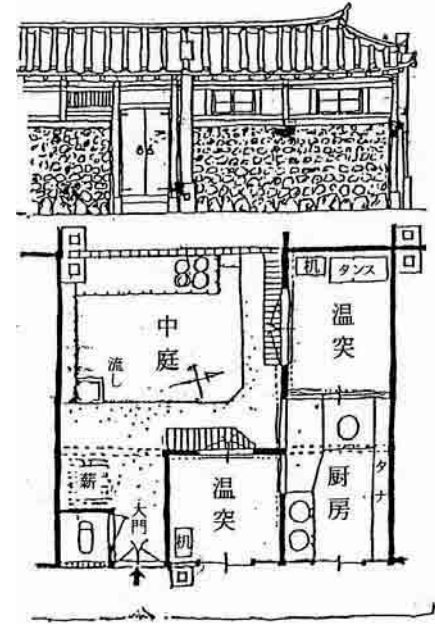 机
タンス
温突
中庭
流し
厨房
タナ
薪
大門
温突
机